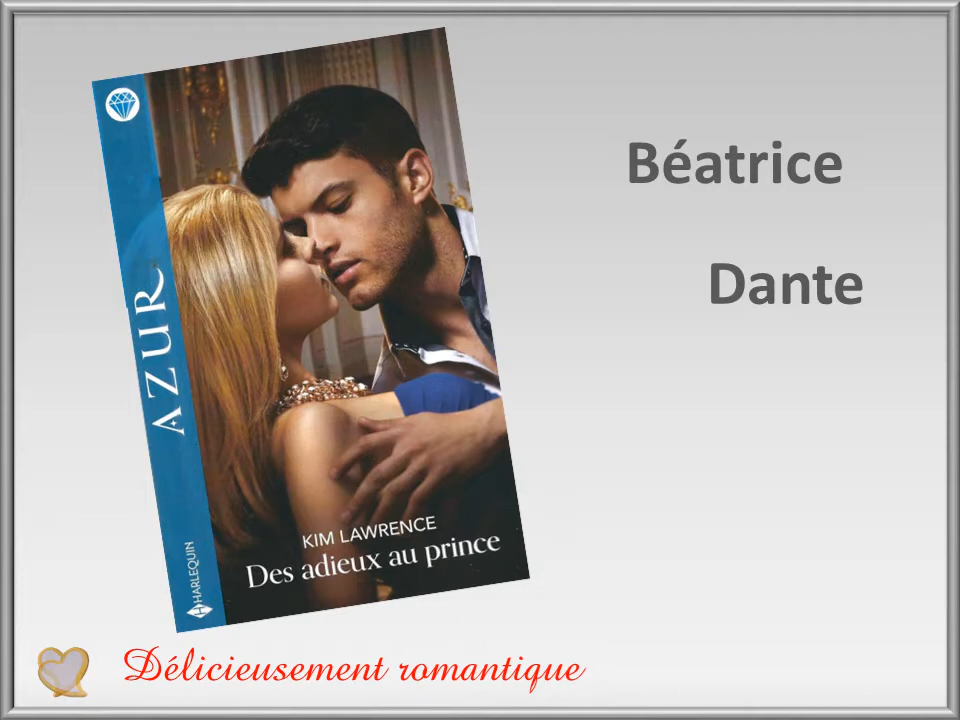 AZUR
HARLEQUIN
KIM LAWRENCE
Des adieux au prince
Béatrice
Dante
Délicieusement romantique